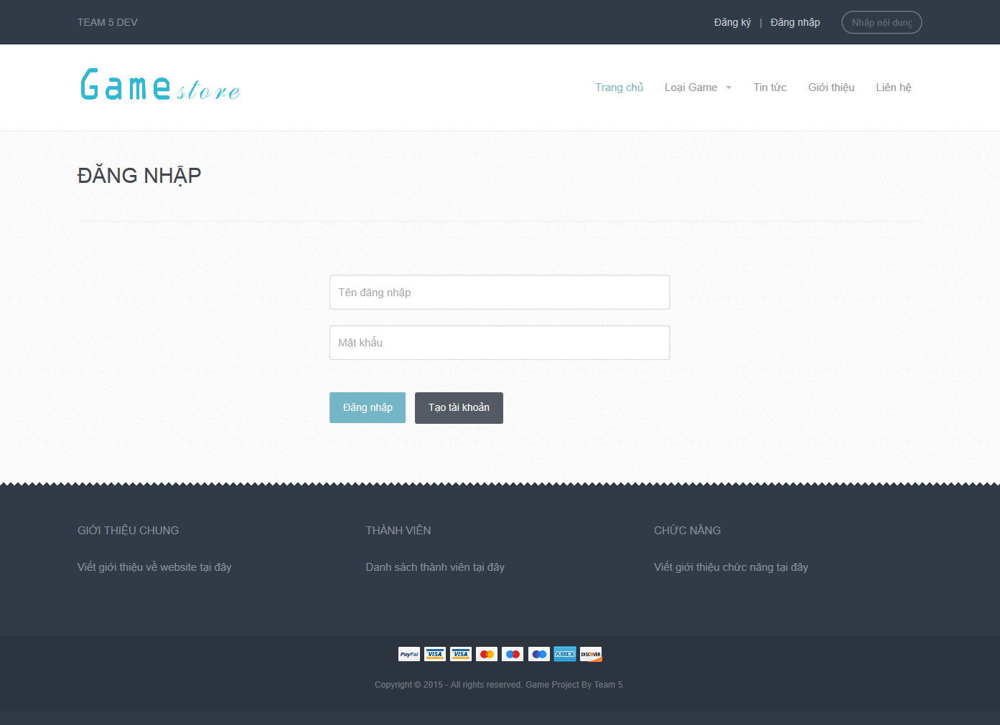 TEAM 5 DEV
Đăng ký | Đăng nhập
Nhập nội dung
Game store
Trang chủ
Loại Game
Tin tức
Giới thiệu
Liên hệ
ĐĂNG NHẬP
Tên đăng nhập
Mật khẩu
Đăng nhập
Tạo tài khoản
GIỚI THIỆU CHUNG
Viết giới thiệu về website tại đây
THÀNH VIÊN
Danh sách thành viên tại đây
CHỨC NĂNG
Viết giới thiệu chức năng tại đây
PayPal VISA VISA AMEX DISCOVER
Copyright © 2015 - All rights reserved. Game Project By Team 5.